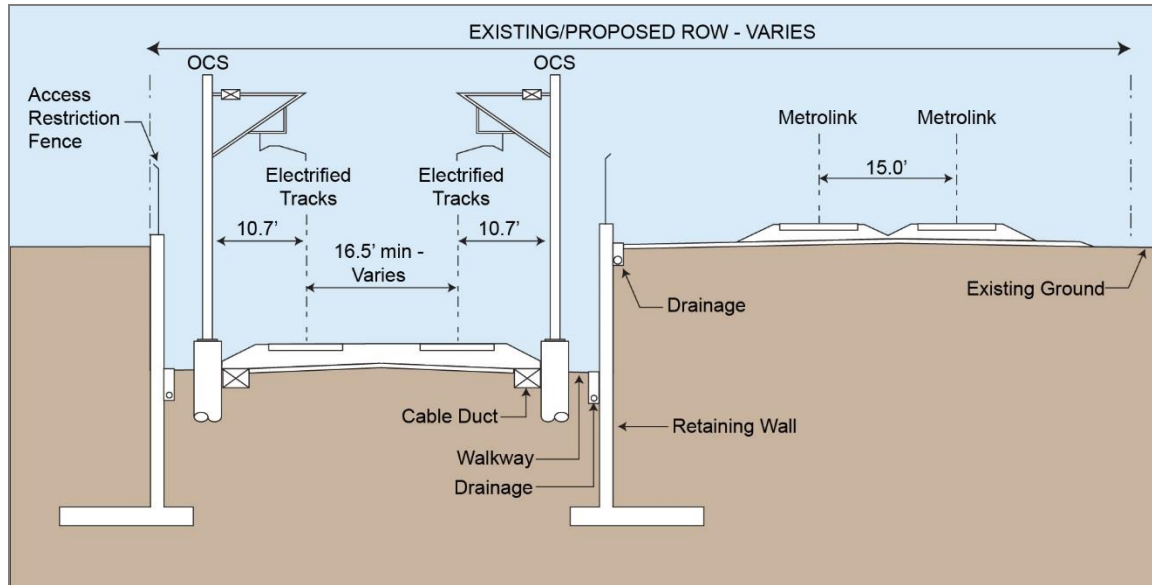 EXISTING/PROPOSED ROW - VARIES
OCS
OCS
Access
Restriction
Fence
Metrolink
Metrolink
Electrified
Tracks
Electrified
Tracks
15.0’
10.7’
10.7’
16.5’ min -
Varies
Drainage
Existing Ground
Cable Duct
Retaining Wall
Walkway
Drainage